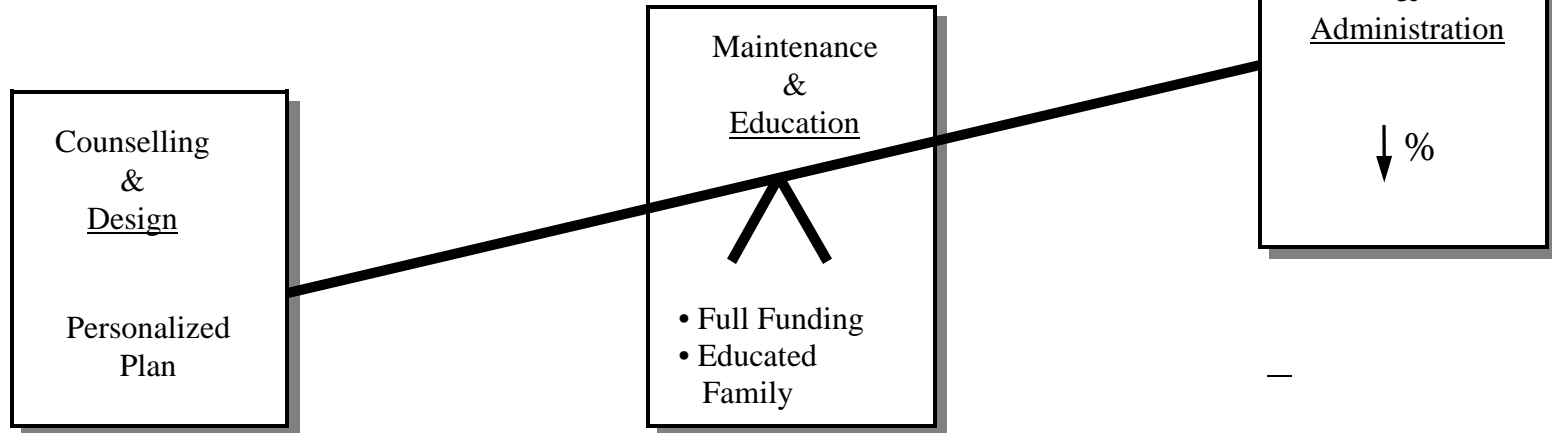 Counselling
&
Design
Personalized
Plan
Maintenance
&
Education
• Full Funding
• Educated
Family
Administration
%